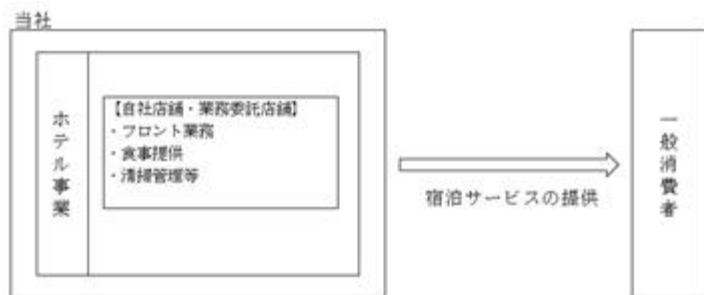 当社
ホテル事業
【自社店舗・業務委託店舗】
・フロント業務
・食事提供
・清掃管理等
宿泊サービスの提供
一般消費者